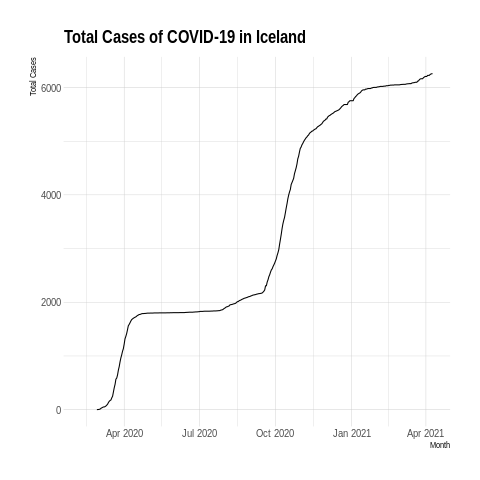 Total Cases of COVID-19 in Iceland
Total Cases
6000
4000
2000
0
Apr 2020 Jul 2020 Oct 2020 Jan 2021 Apr 2021
Month